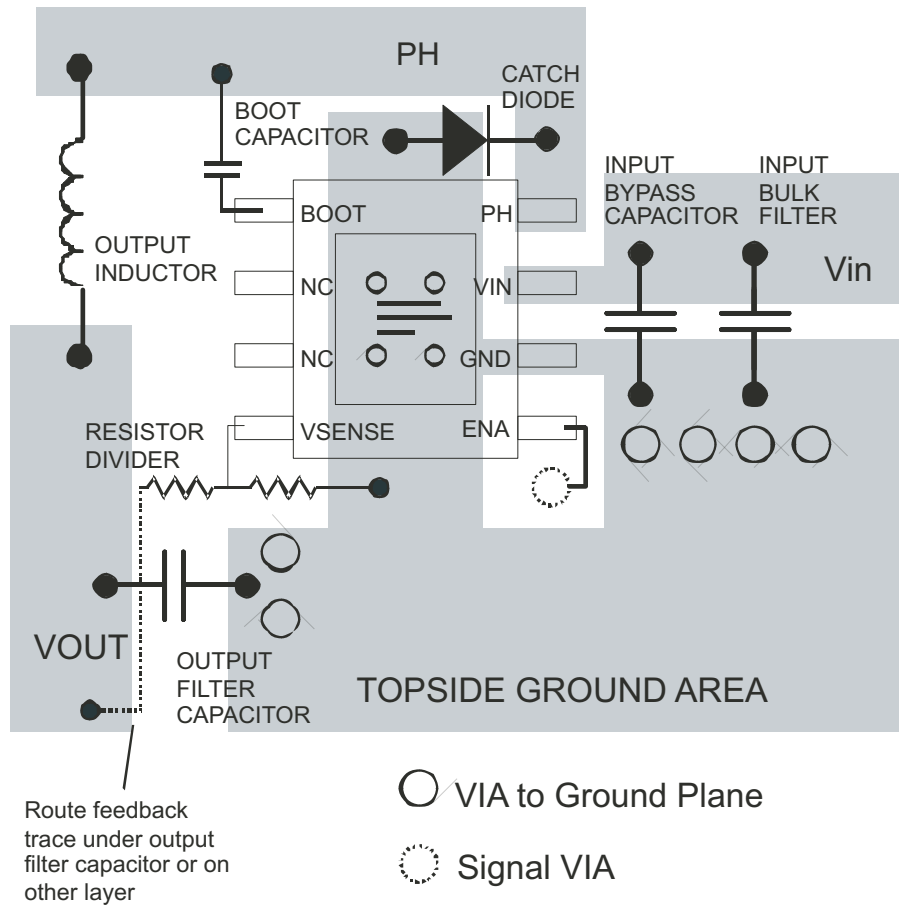 PH
CATCH
DIODE
BOOT
CAPACITOR
INPUT
BYPASS
CAPACITOR
INPUT
BULK
FILTER
BOOT
PH
OUTPUT
INDUCTOR
NC
VIN
Vin
NC
GND
RESISTOR
DIVIDER
VSENSE
ENA
VOUT
OUTPUT
FILTER
CAPACITOR
TOPSIDE GROUND AREA
Route feedback
trace under output
filter capacitor or on
other layer
VIA to Ground Plane
Signal VIA